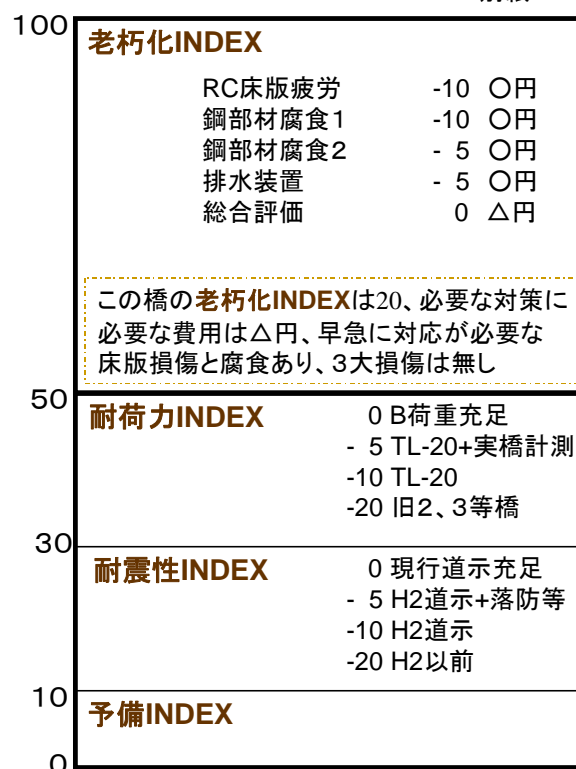 100
老朽化INDEX
RC床版疲労 -10 〇円
鋼部材腐食1 -10 〇円
鋼部材腐食2 - 5 〇円
排水装置 - 5 〇円
総合評価 0 △円
この橋の老朽化INDEXは20、必要な対策に
必要な費用は△円、早急に対応が必要な
床版損傷と腐食あり、3大損傷は無し
50
耐荷力INDEX 0 B荷重充足
- 5 TL-20+実橋計測
-10 TL-20
-20 旧2、3等橋
30
耐震性INDEX 0 現行道示充足
- 5 H2道示+落防等
-10 H2道示
-20 H2以前
10
予備INDEX
0